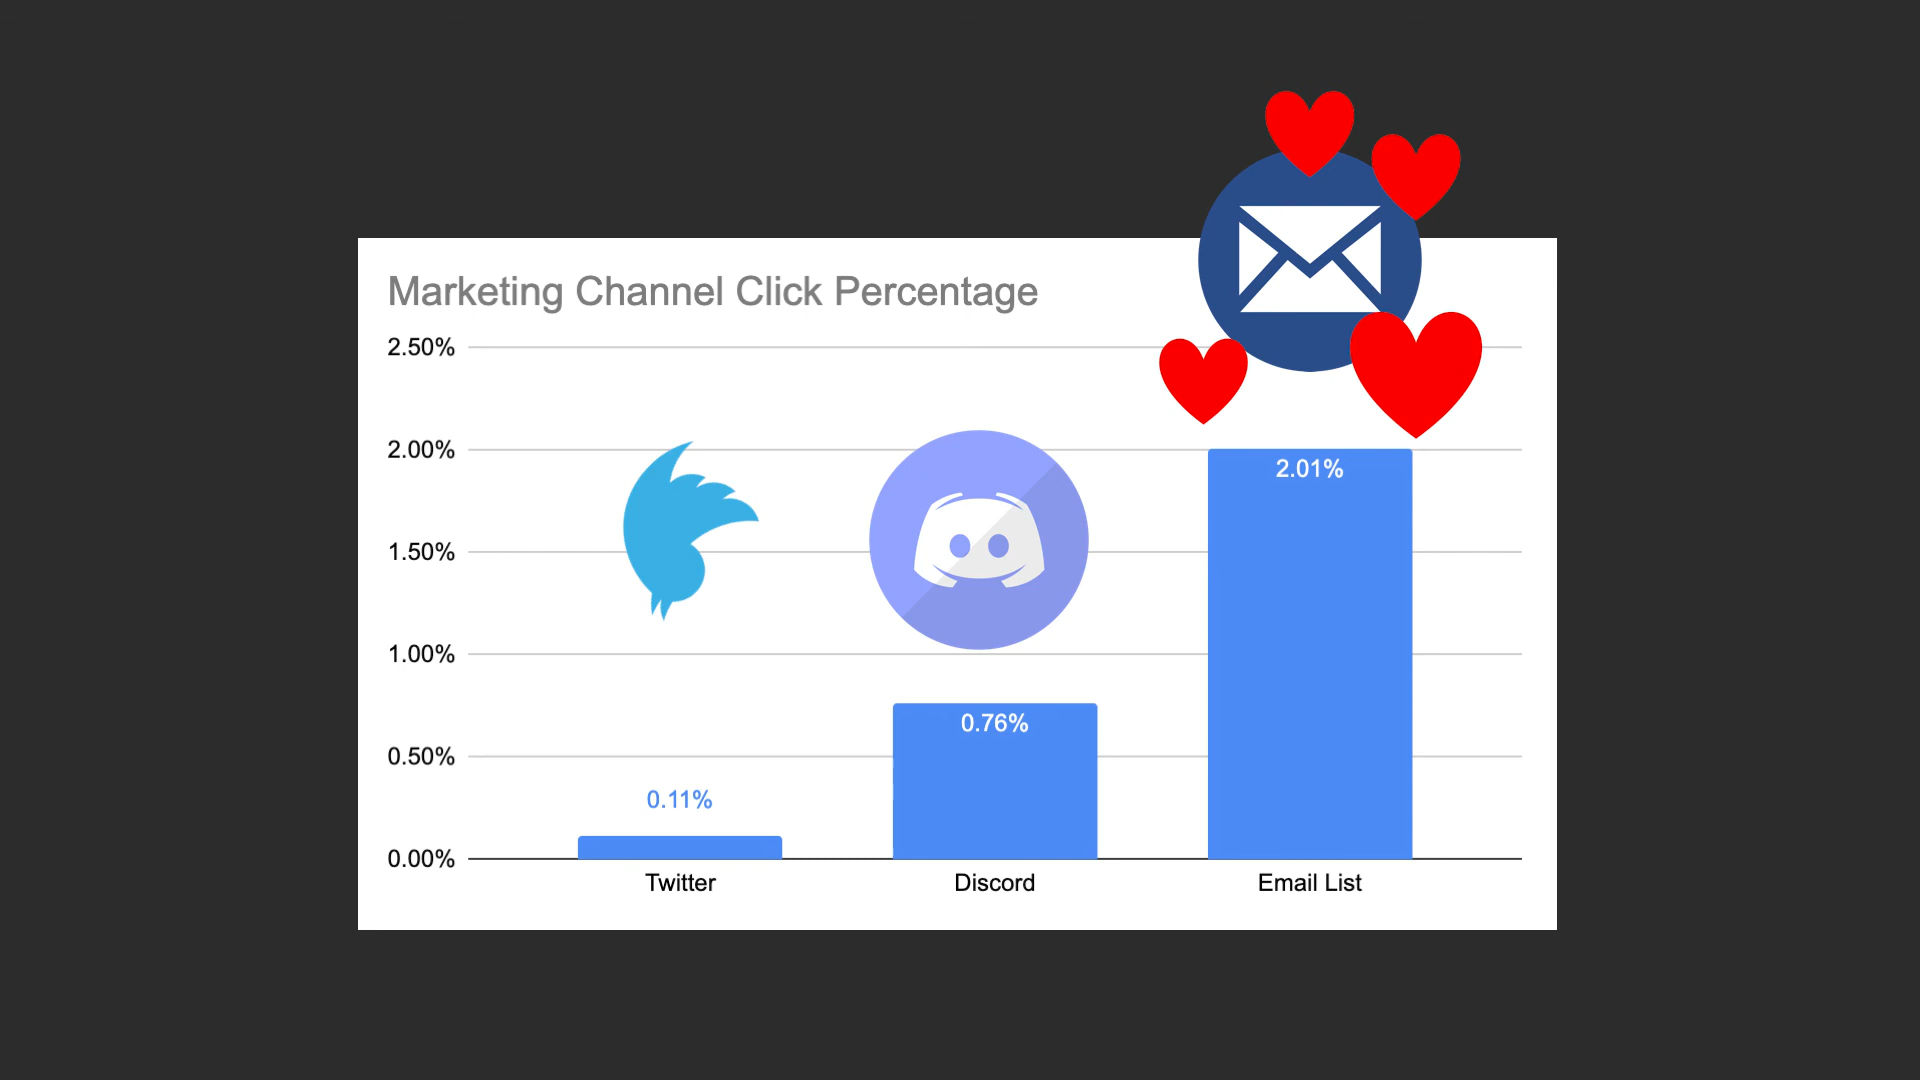 Marketing Channel Click Percentage
2.50%
2.00%
2.01%
1.50%
1.00%
0.76%
0.50%
0.11%
0.00%
Twitter
Discord
Email List